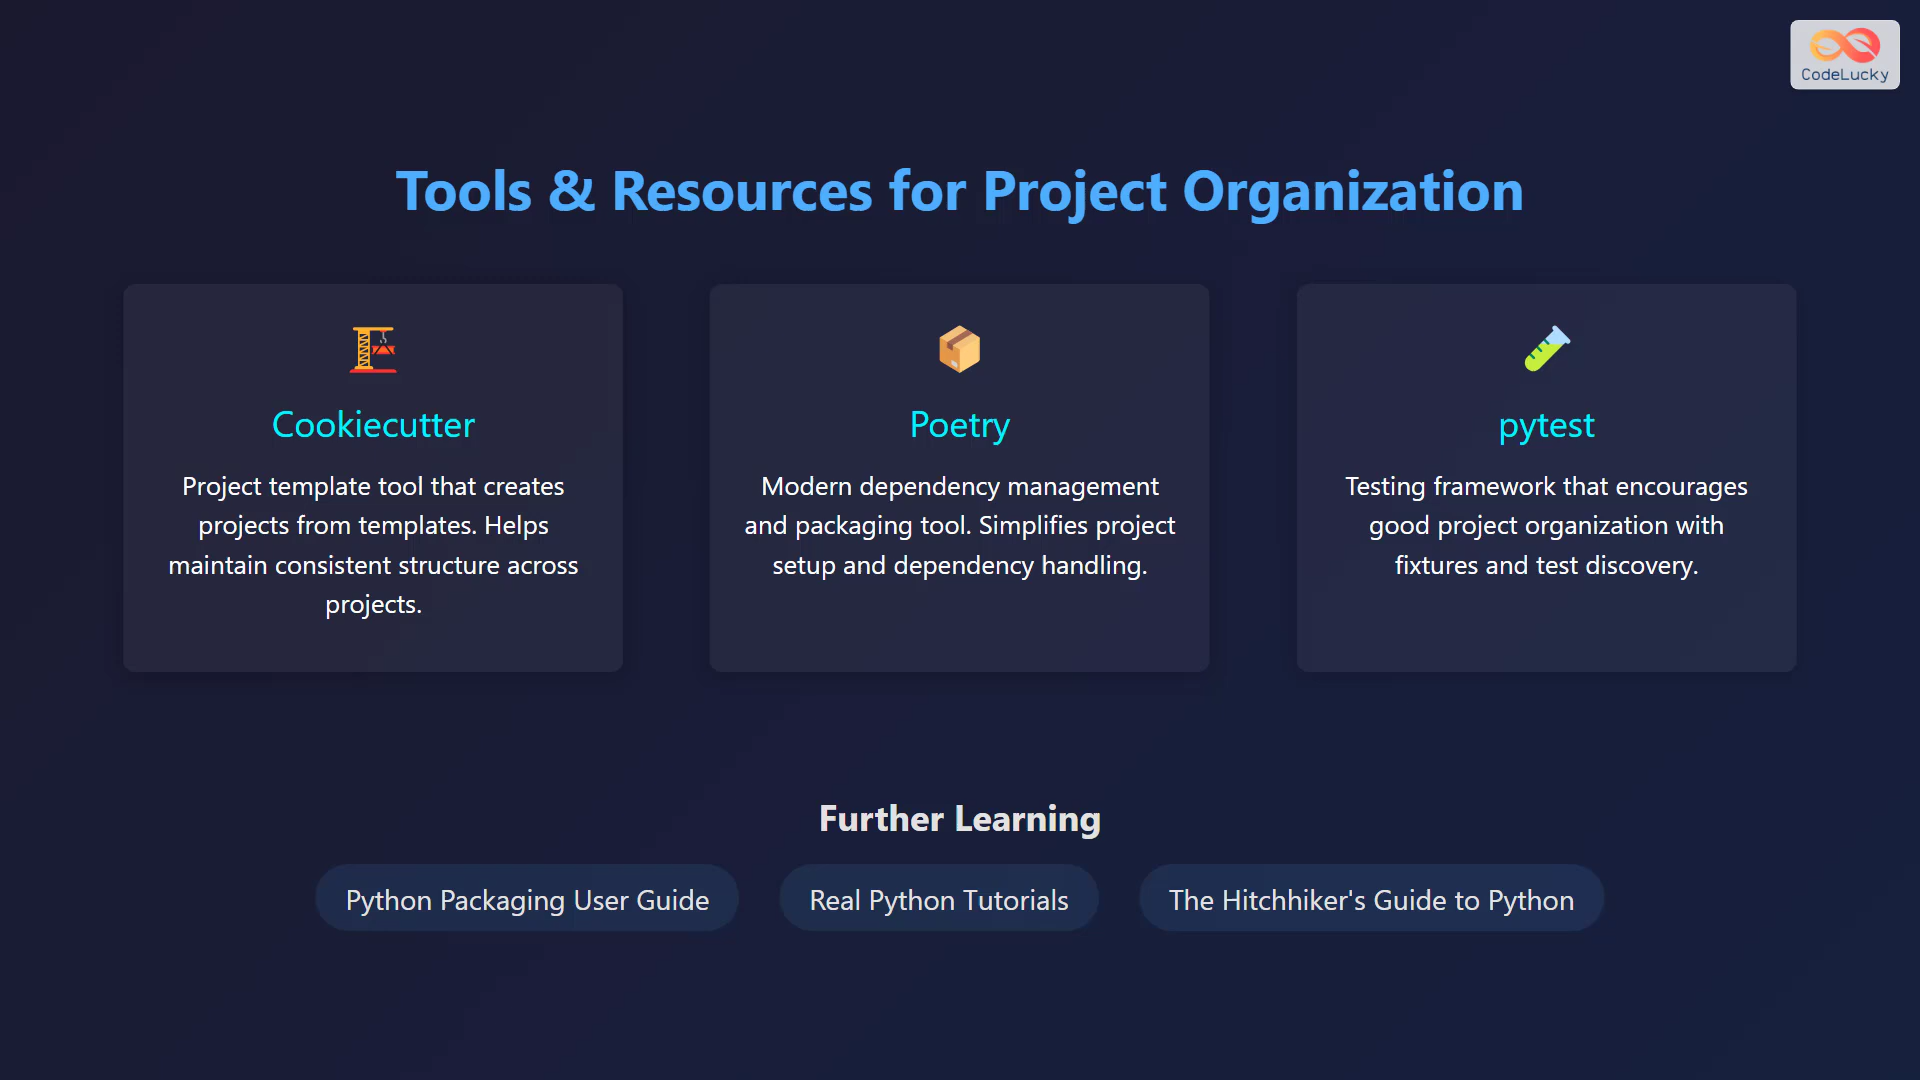 CodeLucky
Tools & Resources for Project Organization
Cookiecutter
Project template tool that creates
projects from templates. Helps
maintain consistent structure across
projects.
Poetry
Modern dependency management
and packaging tool. Simplifies project
setup and dependency handling.
pytest
Testing framework that encourages
good project organization with
fixtures and test discovery.
Further Learning
Python Packaging User Guide
Real Python Tutorials
The Hitchhiker's Guide to Python